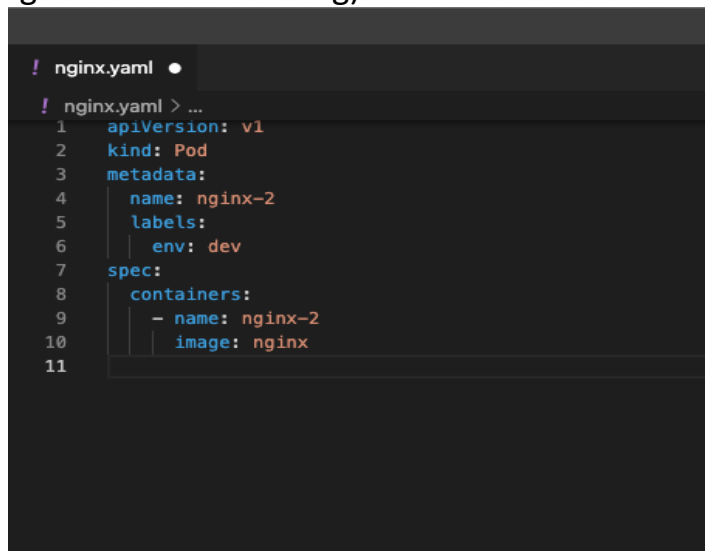 ! nginx.yaml ●
! nginx.yaml > ...
1 apiVersion: v1
2 kind: Pod
3 metadata:
4   name: nginx-2
5   labels:
6     env: dev
7 spec:
8   containers:
9     - name: nginx-2
10       image: nginx
11